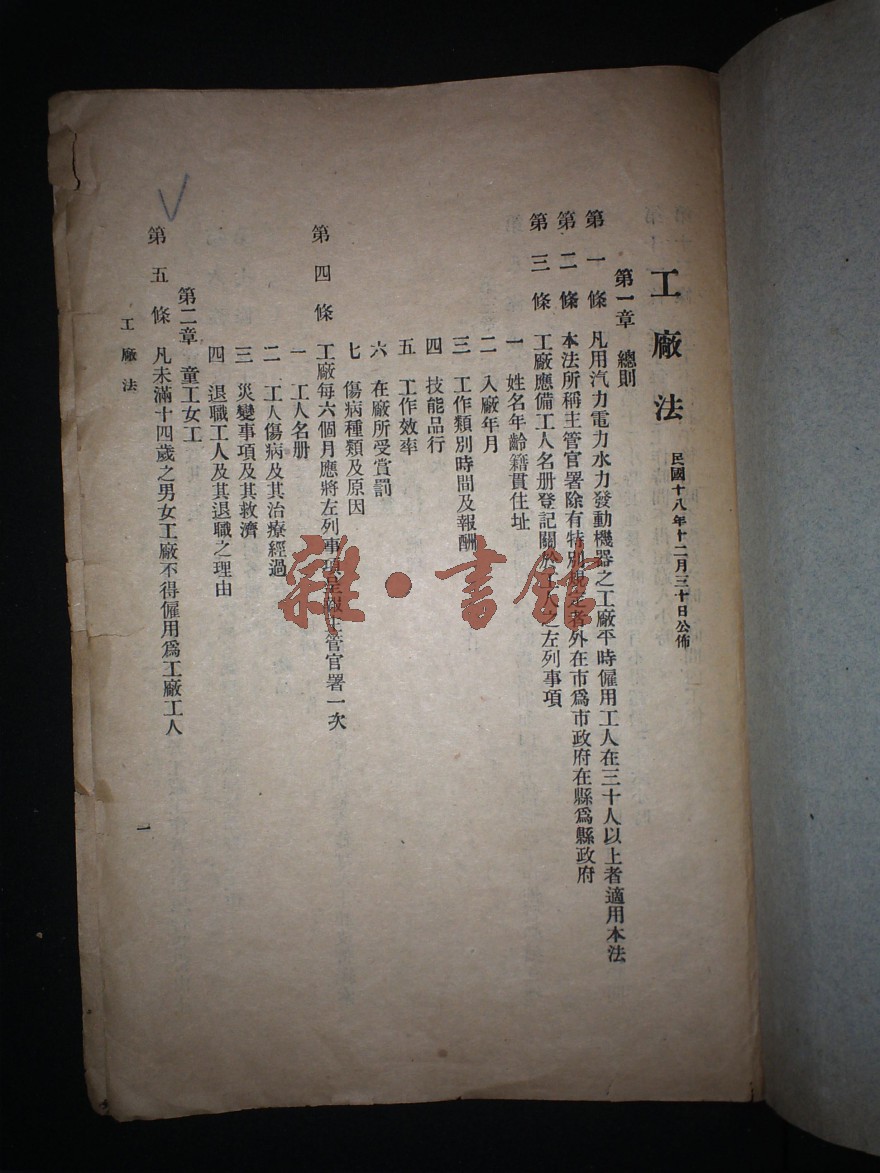 工廠法 民國十八年十二月三十日公佈
第一章 總則
第一條 凡用汽力電力水力發動機器之工廠平時僱用工人在三十人以上者適用本法
第二條 本法所稱主管官署除有特別規定者外在市爲市政府在縣爲縣政府
第三條 工廠應備工人名册登記關於工人之左列事項
一 姓名年齡籍貫住址
二 入廠年月
三 工作類別時間及報酬
四 技能品行
五 工作效率
六 在廠所受賞罰
七 傷病種類及原因
第四條 工廠每六個月應將左列事項呈報主管官署一次
一 工人名册
二 工人傷病及其治療經過
三 災變事項及其救濟
四 退職工人及其退職之理由
第二章 童工女工
第五條 凡未滿十四歲之男女工廠不得僱用爲工廠工人
工廠法
一
雜·書館